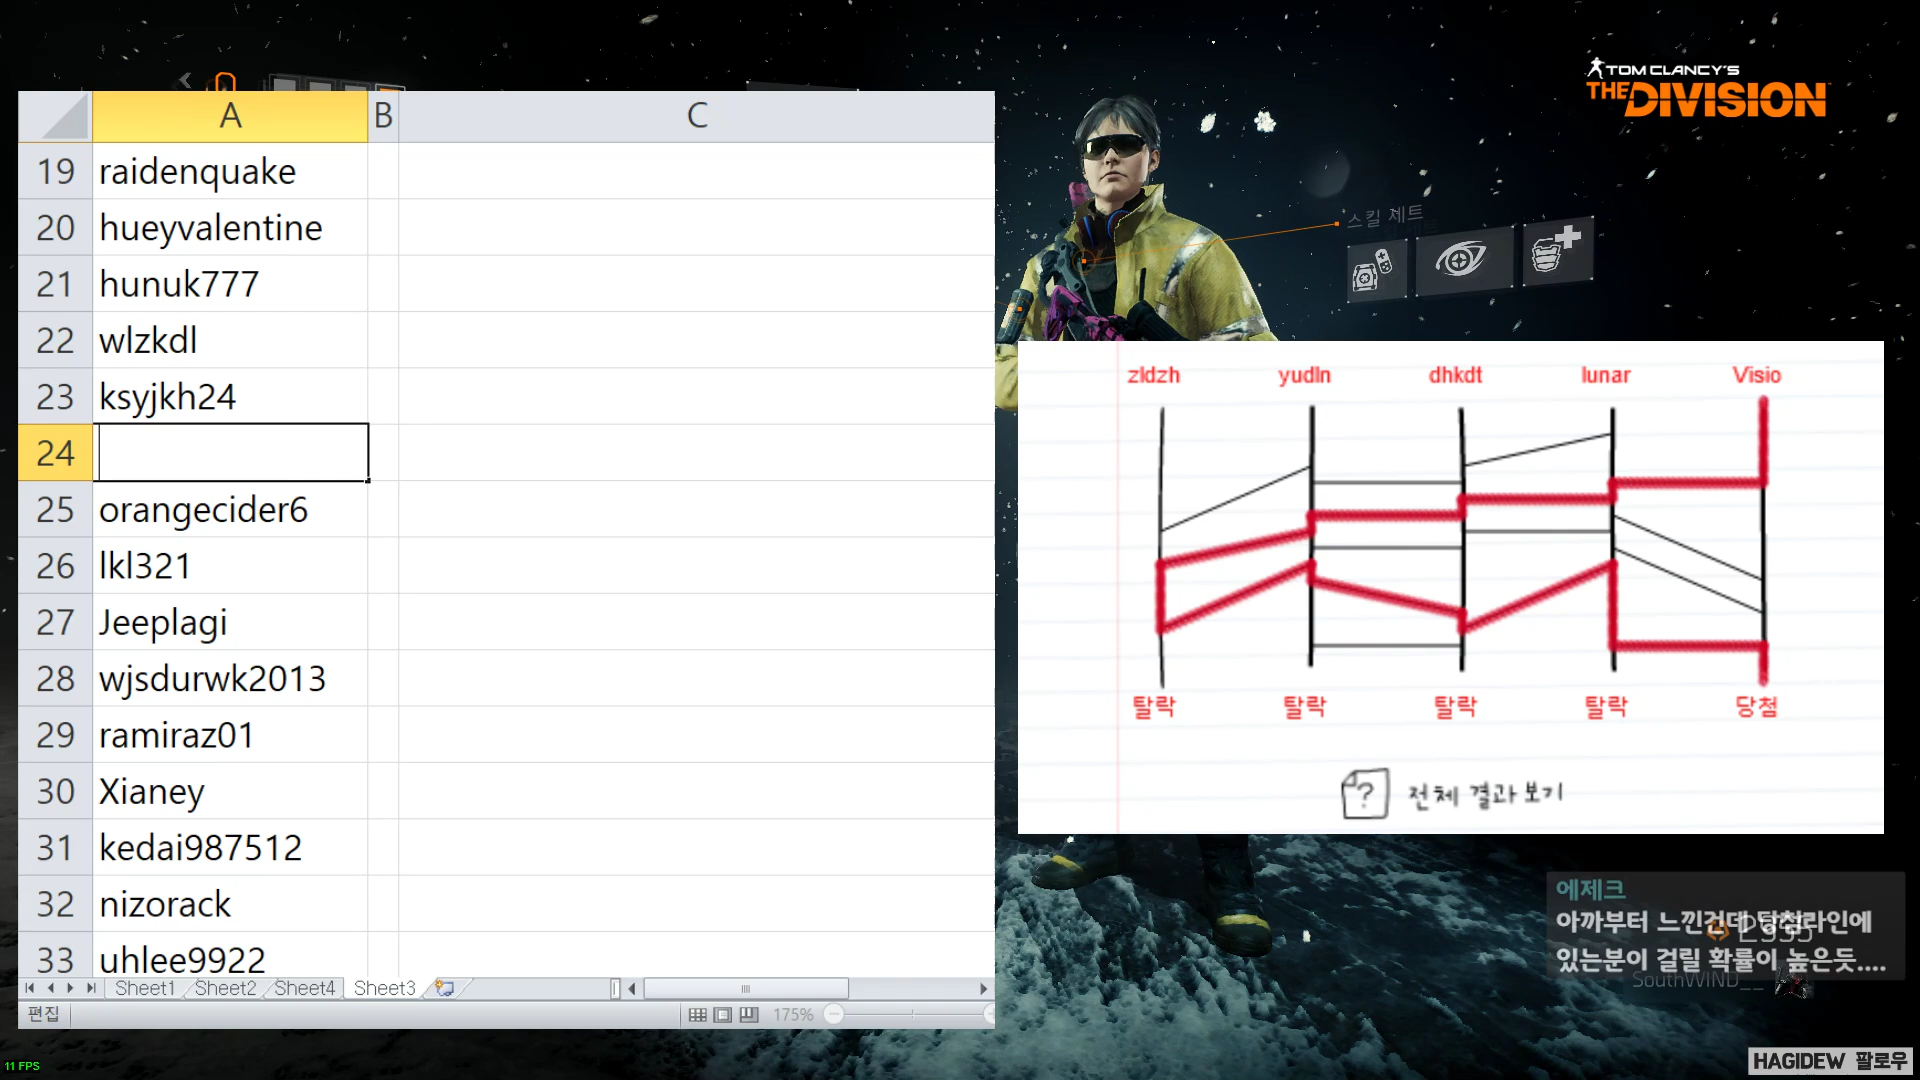 TOM CLANCY'S
THE DIVISION
A B C
19 raidenquake
20 hueyvalentine
21 hunuk777
22 wlzkdl
23 ksyjkh24
24
25 orangecider6
26 lkl321
27 Jeeplagi
28 wjsdurwk2013
29 ramiraz01
30 Xianey
31 kedai987512
32 nizorack
33 uhlee9922
Sheet1 Sheet2 Sheet4 Sheet3
편집
175%
스킬 세트
zldzh yudln dhkdt lunar Visio
탈락 탈락 탈락 탈락 당첨
? 전체 결과 보기
에제크
아까부터 느낀건데 당첨라인에
있는분이 걸릴 확률이 높은듯....
SouthWIND__
11 FPS
HAGIDEW 팔로우